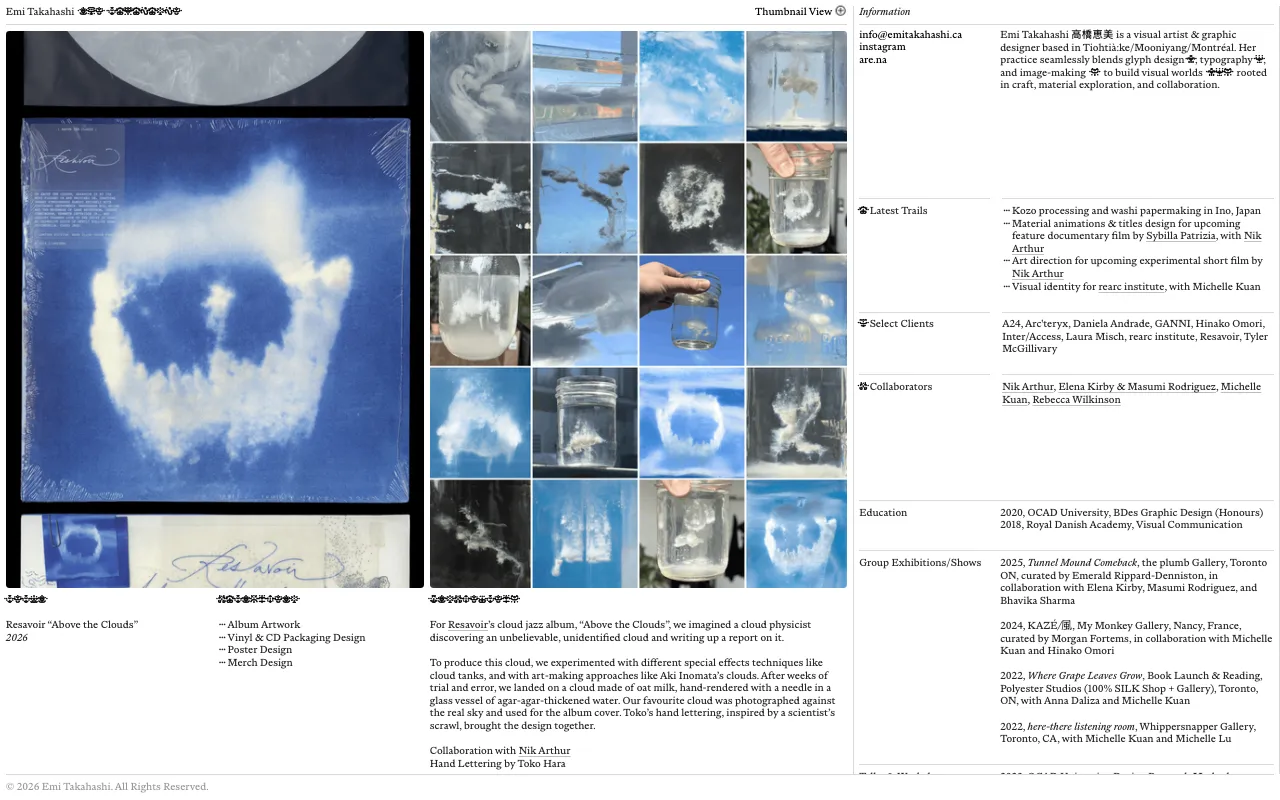 Emi Takahashi
Thumbnail View
Resavoir
Resavoir
Resavoir “Above the Clouds”
2026
Album Artwork
Vinyl & CD Packaging Design
Poster Design
Merch Design
For Resavoir’s cloud jazz album, “Above the Clouds”, we imagined a cloud physicist
discovering an unbelievable, unidentified cloud and writing up a report on it.
To produce this cloud, we experimented with different special effects techniques like
cloud tanks, and with art-making approaches like Aki Inomata’s clouds. After weeks of
trial and error, we landed on a cloud made of oat milk, hand-rendered with a needle in a
glass vessel of agar-agar-thickened water. Our favourite cloud was photographed against
the real sky and used for the album cover. Toko’s hand lettering, inspired by a scientist’s
scrawl, brought the design together.
Collaboration with Nik Arthur
Hand Lettering by Toko Hara
Information
info@emitakahashi.ca
instagram
are.na
Emi Takahashi 高橋恵美 is a visual artist & graphic
designer based in Tiohtià:ke/Mooniyang/Montréal. Her
practice seamlessly blends glyph design, typography,
and image-making to build visual worlds rooted
in craft, material exploration, and collaboration.
Latest Trails
Kozo processing and washi papermaking in Ino, Japan
Material animations & titles design for upcoming
feature documentary film by Sybilla Patrizia, with Nik
Arthur
Art direction for upcoming experimental short film by
Nik Arthur
Visual identity for rearc institute, with Michelle Kuan
Select Clients
A24, Arc'teryx, Daniela Andrade, GANNI, Hinako Omori,
Inter/Access, Laura Misch, rearc institute, Resavoir, Tyler
McGillivary
Collaborators
Nik Arthur, Elena Kirby & Masumi Rodriguez, Michelle
Kuan, Rebecca Wilkinson
Education
2020, OCAD University, BDes Graphic Design (Honours)
2018, Royal Danish Academy, Visual Communication
Group Exhibitions/Shows
2025, Tunnel Mound Comeback, the plumb Gallery, Toronto
ON, curated by Emerald Rippard-Denniston, in
collaboration with Elena Kirby, Masumi Rodriguez, and
Bhavika Sharma
2024, KAZE/風, My Monkey Gallery, Nancy, France,
curated by Morgan Fortems, in collaboration with Michelle
Kuan and Hinako Omori
2022, Where Grape Leaves Grow, Book Launch & Reading,
Polyester Studios (100% SILK Shop + Gallery), Toronto,
ON, with Anna Daliza and Michelle Kuan
2022, here-there listening room, Whippersnapper Gallery,
Toronto, CA, with Michelle Kuan and Michelle Lu
© 2026 Emi Takahashi. All Rights Reserved.